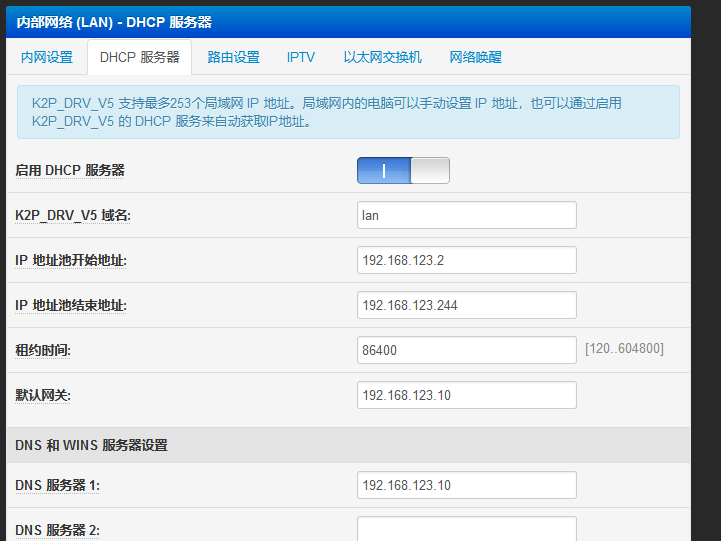 内部网络 (LAN) - DHCP 服务器
内网设置 DHCP 服务器 路由设置 IPTV 以太网交换机 网络唤醒
K2P_DRV_V5 支持最多253个局域网 IP 地址。局域网内的电脑可以手动设置 IP 地址，也可以通过启用
K2P_DRV_V5 的 DHCP 服务来自动获取IP地址。
启用 DHCP 服务器
K2P_DRV_V5 域名: lan
IP 地址池开始地址: 192.168.123.2
IP 地址池结束地址: 192.168.123.244
租约时间: 86400 [120..604800]
默认网关: 192.168.123.10
DNS 和 WINS 服务器设置
DNS 服务器 1: 192.168.123.10
DNS 服务器 2: